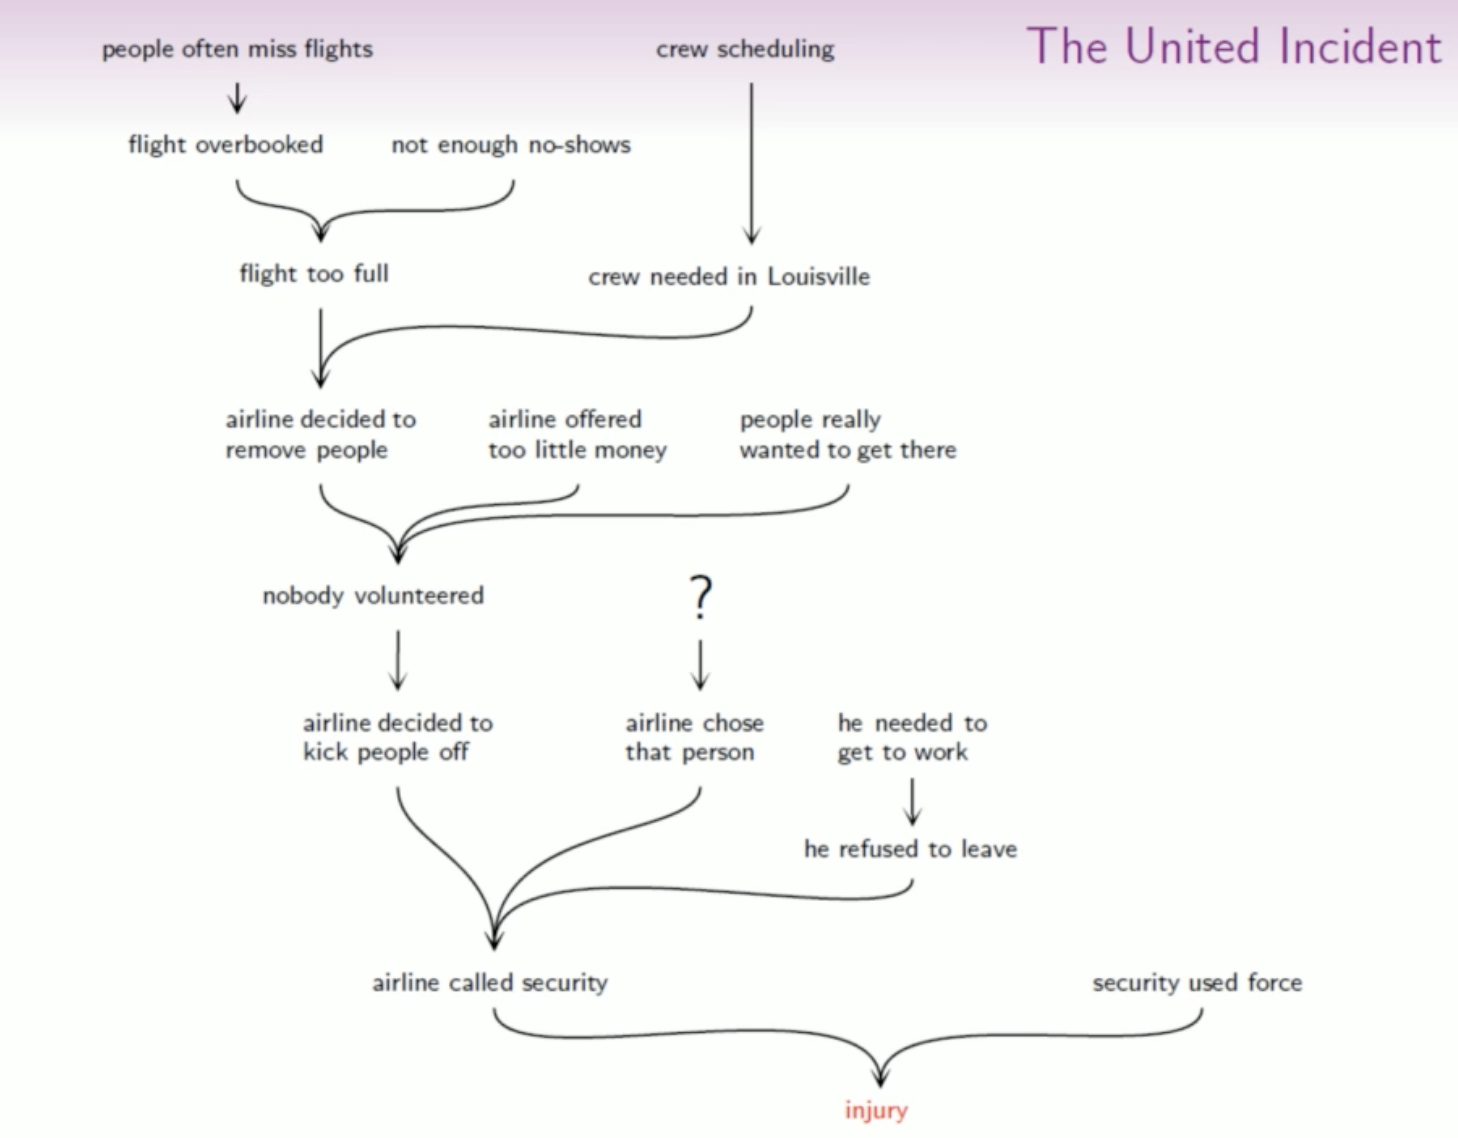 The United Incident
people often miss flights
crew scheduling
flight overbooked
not enough no-shows
flight too full
crew needed in Louisville
airline decided to
remove people
airline offered
too little money
people really
wanted to get there
nobody volunteered
?
airline decided to
kick people off
airline chose
that person
he needed to
get to work
he refused to leave
airline called security
security used force
injury